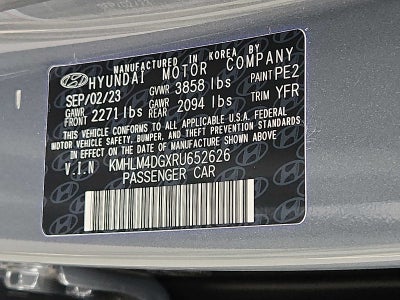 MANUFACTURED IN KOREA BY
HYUNDAI MOTOR COMPANY
SEP/02/23 GVWR 3858 lbs PAINT PE2
GAWR FRONT 2271 lbs GAWR REAR 2094 lbs TRIM YFR
THIS VEHICLE CONFORMS TO ALL APPLICABLE U.S.A. FEDERAL
MOTOR VEHICLE SAFETY, BUMPER, AND THEFT PREVENTION STANDARDS
IN EFFECT ON THE DATE OF MANUFACTURE SHOWN ABOVE
V.I.N KMHLM4DGXRU652626
PASSENGER CAR